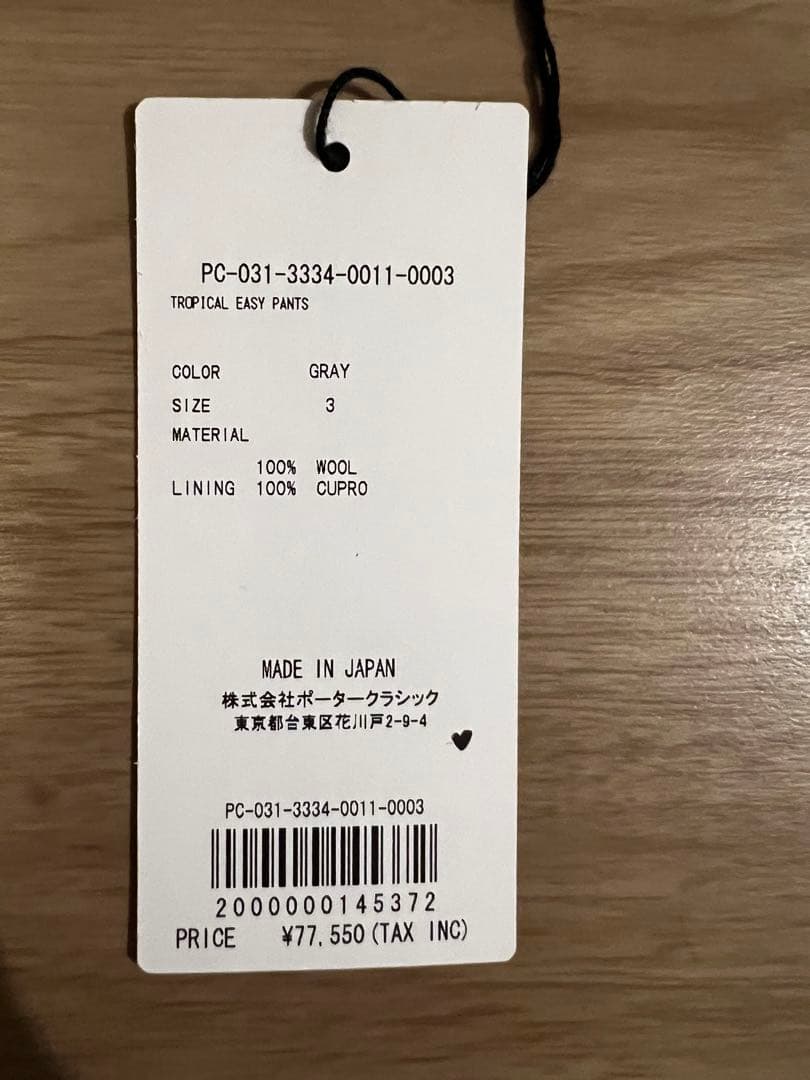 PC-031-3334-0011-0003
TROPICAL EASY PANTS
COLOR GRAY
SIZE 3
MATERIAL
100% WOOL
LINING 100% CUPRO
MADE IN JAPAN
株式会社ポータークラシック
東京都台東区花川戸2-9-4
PC-031-3334-0011-0003
2000000145372
PRICE ¥77,550(TAX INC)